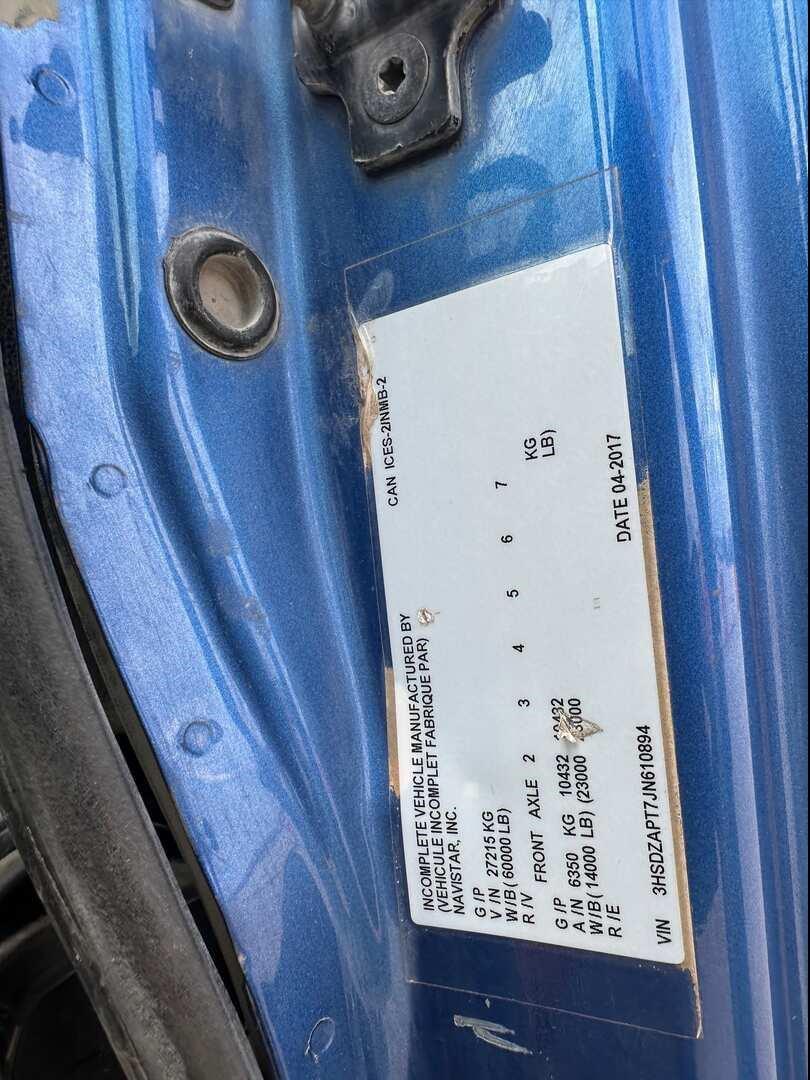 CAN ICES-2/NMB-2
INCOMPLETE VEHICLE MANUFACTURED BY
(VEHICULE INCOMPLET FABRIQUE PAR)
NAVISTAR, INC.
G /P
V /N 27215 KG
W/B ( 60000 LB)
R /V FRONT AXLE 2 3 4 5 6 7
G /P
A /N 6350 KG 10432 10432 KG
W/B (14000 LB) (23000 3000 LB)
R /E
DATE 04-2017
VIN 3HSDZAPT7JN610894